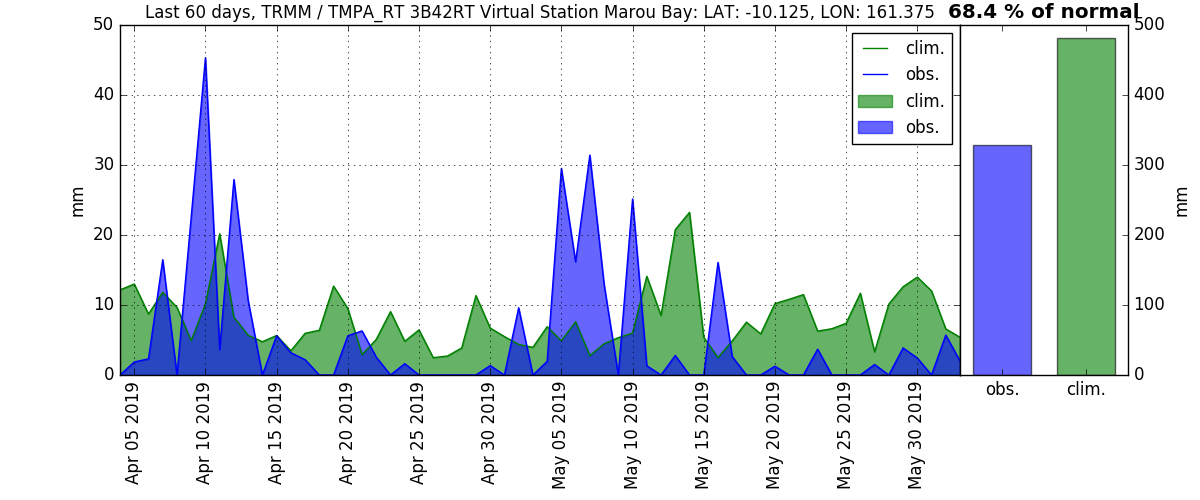 Last 60 days, TRMM / TMPA_RT 3B42RT Virtual Station Marou Bay: LAT: -10.125, LON: 161.375 68.4 % of normal
50
40
30
20
10
0
mm
clim.
obs.
clim.
obs.
500
400
300
200
100
0
mm
Apr 05 2019
Apr 10 2019
Apr 15 2019
Apr 20 2019
Apr 25 2019
Apr 30 2019
May 05 2019
May 10 2019
May 15 2019
May 20 2019
May 25 2019
May 30 2019
obs.
clim.